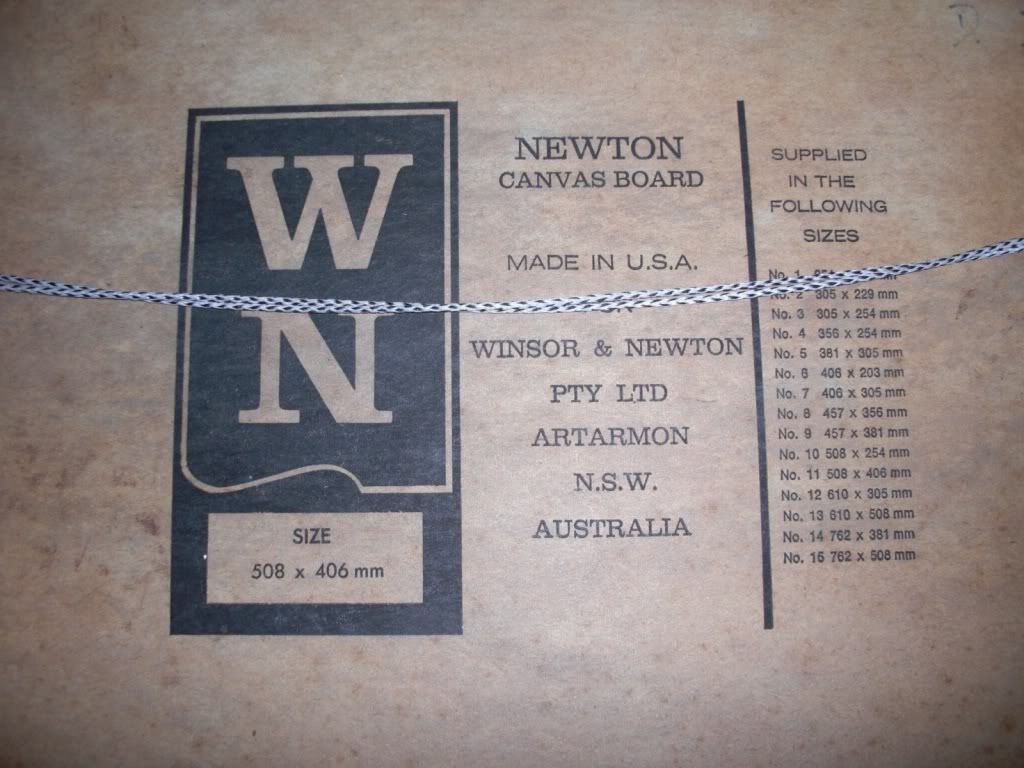 W
N
SIZE
508 x 406 mm
NEWTON
CANVAS BOARD
MADE IN U.S.A.
WINSOR & NEWTON
PTY LTD
ARTARMON
N.S.W.
AUSTRALIA
SUPPLIED
IN THE
FOLLOWING
SIZES
No. 1
No. 2 305 x 229 mm
No. 3 305 x 254 mm
No. 4 356 x 254 mm
No. 5 381 x 305 mm
No. 6 406 x 203 mm
No. 7 406 x 305 mm
No. 8 457 x 356 mm
No. 9 457 x 381 mm
No. 10 508 x 254 mm
No. 11 508 x 406 mm
No. 12 610 x 305 mm
No. 13 610 x 508 mm
No. 14 762 x 381 mm
No. 15 762 x 508 mm